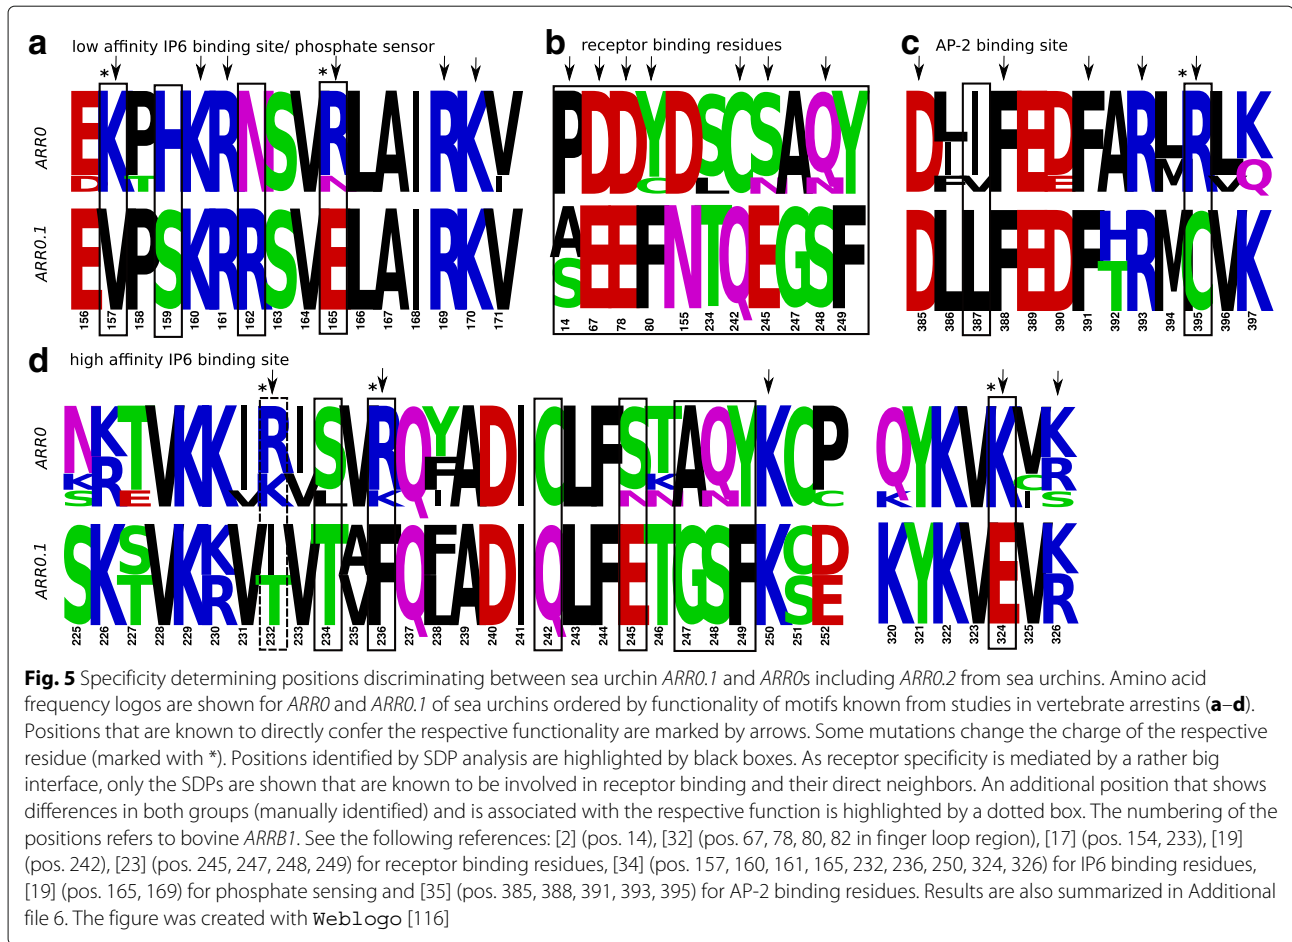 a low affinity IP6 binding site/ phosphate sensor
b receptor binding residues
c AP-2 binding site
* *
*
ARR0
ARR0.1
156 157 158 159 160 161 162 163 164 165 166 167 168 169 170 171
14 67 78 80 155 234 242 245 247 248 249
385 386 387 388 389 390 391 392 393 394 395 396 397
d high affinity IP6 binding site
* * *
ARR0
ARR0.1
225 226 227 228 229 230 231 232 233 234 235 236 237 238 239 240 241 242 243 244 245 246 247 248 249 250 251 252
320 321 322 323 324 325 326
Fig. 5 Specificity determining positions discriminating between sea urchin ARR0.1 and ARR0s including ARR0.2 from sea urchins. Amino acid
frequency logos are shown for ARR0 and ARR0.1 of sea urchins ordered by functionality of motifs known from studies in vertebrate arrestins (a–d).
Positions that are known to directly confer the respective functionality are marked by arrows. Some mutations change the charge of the respective
residue (marked with *). Positions identified by SDP analysis are highlighted by black boxes. As receptor specificity is mediated by a rather big
interface, only the SDPs are shown that are known to be involved in receptor binding and their direct neighbors. An additional position that shows
differences in both groups (manually identified) and is associated with the respective function is highlighted by a dotted box. The numbering of the
positions refers to bovine ARRB1. See the following references: [2] (pos. 14), [32] (pos. 67, 78, 80, 82 in finger loop region), [17] (pos. 154, 233), [19]
(pos. 242), [23] (pos. 245, 247, 248, 249) for receptor binding residues, [34] (pos. 157, 160, 161, 165, 232, 236, 250, 324, 326) for IP6 binding residues,
[19] (pos. 165, 169) for phosphate sensing and [35] (pos. 385, 388, 391, 393, 395) for AP-2 binding residues. Results are also summarized in Additional
file 6. The figure was created with Weblogo [116]